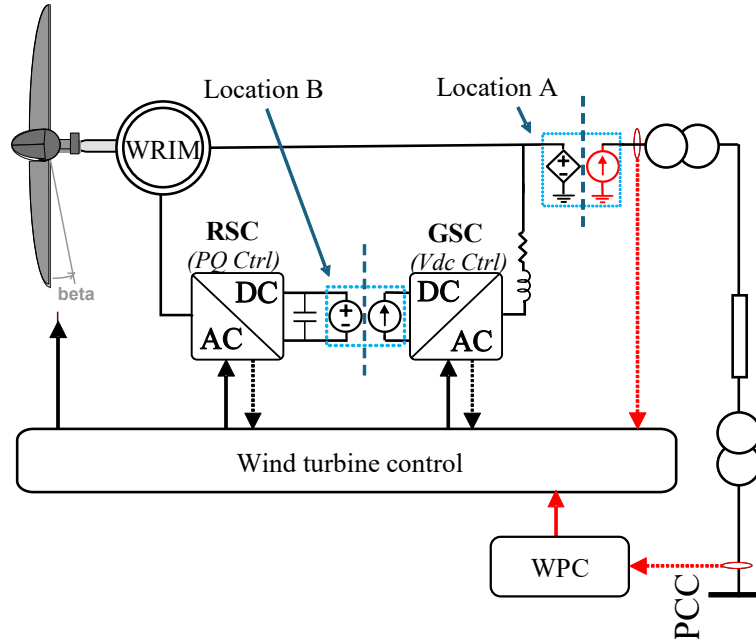 Location B
Location A
WRIM
RSC
(PQ Ctrl)
GSC
(Vdc Ctrl)
beta
DC
AC
DC
AC
Wind turbine control
WPC
PCC